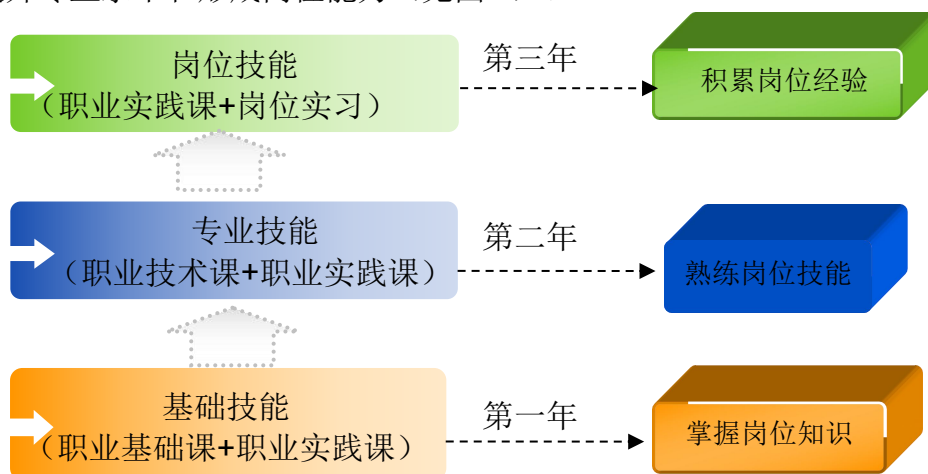 岗位技能
（职业实践课+岗位实习）
第三年
积累岗位经验
专业技能
（职业技术课+职业实践课）
第二年
熟练岗位技能
基础技能
（职业基础课+职业实践课）
第一年
掌握岗位知识